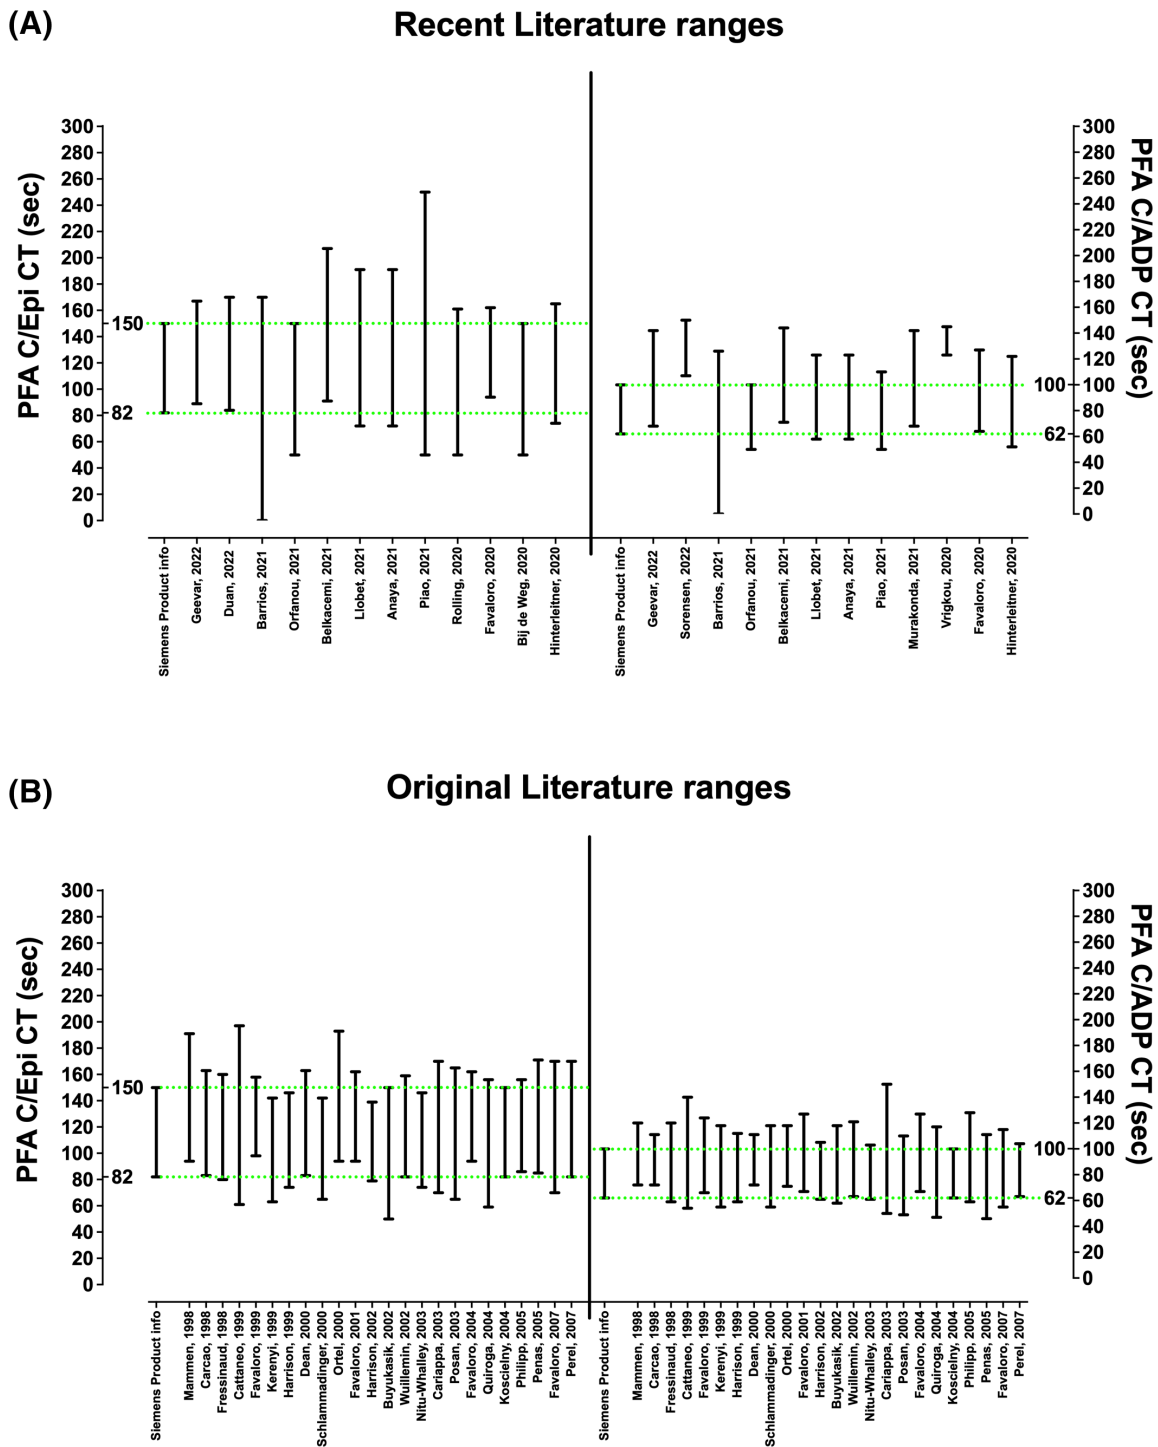 (A)
Recent Literature ranges
PFA C/Epi CT (sec)
300
280
260
240
220
200
180
160
150
140
120
100
82
80
60
40
20
0
Siemens Product info
Geevar, 2022
Duan, 2022
Barrios, 2021
Orfanou, 2021
Belkacemi, 2021
Llobet, 2021
Anaya, 2021
Piao, 2021
Rolling, 2020
Favaloro, 2020
Bij de Weg, 2020
Hinterleitner, 2020
PFA C/ADP CT (sec)
300
280
260
240
220
200
180
160
140
120
100
100
80
62
60
40
20
0
Siemens Product info
Geevar, 2022
Sorensen, 2022
Barrios, 2021
Orfanou, 2021
Belkacemi, 2021
Llobet, 2021
Anaya, 2021
Piao, 2021
Murakonda, 2021
Vrigkou, 2020
Favaloro, 2020
Hinterleitner, 2020
(B)
Original Literature ranges
PFA C/Epi CT (sec)
300
280
260
240
220
200
180
160
150
140
120
100
82
80
60
40
20
0
Siemens Product info
Mammen, 1998
Carcao, 1998
Fressinaud, 1998
Cattaneo, 1999
Favaloro, 1999
Kerenyi, 1999
Harrison, 1999
Dean, 2000
Schlammadinger, 2000
Ortel, 2000
Favaloro, 2001
Harrison, 2002
Buyukasik, 2002
Wuillemin, 2002
Nitu-Whalley, 2003
Cariappa, 2003
Posan, 2003
Favaloro, 2004
Quiroga, 2004
Koscielny, 2004
Philipp, 2005
Penas, 2005
Favaloro, 2007
Perel, 2007
PFA C/ADP CT (sec)
300
280
260
240
220
200
180
160
140
120
100
100
80
62
60
40
20
0
Siemens Product info
Mammen, 1998
Carcao, 1998
Fressinaud, 1998
Cattaneo, 1999
Favaloro, 1999
Kerenyi, 1999
Harrison, 1999
Dean, 2000
Schlammadinger, 2000
Ortel, 2000
Favaloro, 2001
Harrison, 2002
Buyukasik, 2002
Wuillemin, 2002
Nitu-Whalley, 2003
Cariappa, 2003
Posan, 2003
Favaloro, 2004
Quiroga, 2004
Koscielny, 2004
Philipp, 2005
Penas, 2005
Favaloro, 2007
Perel, 2007